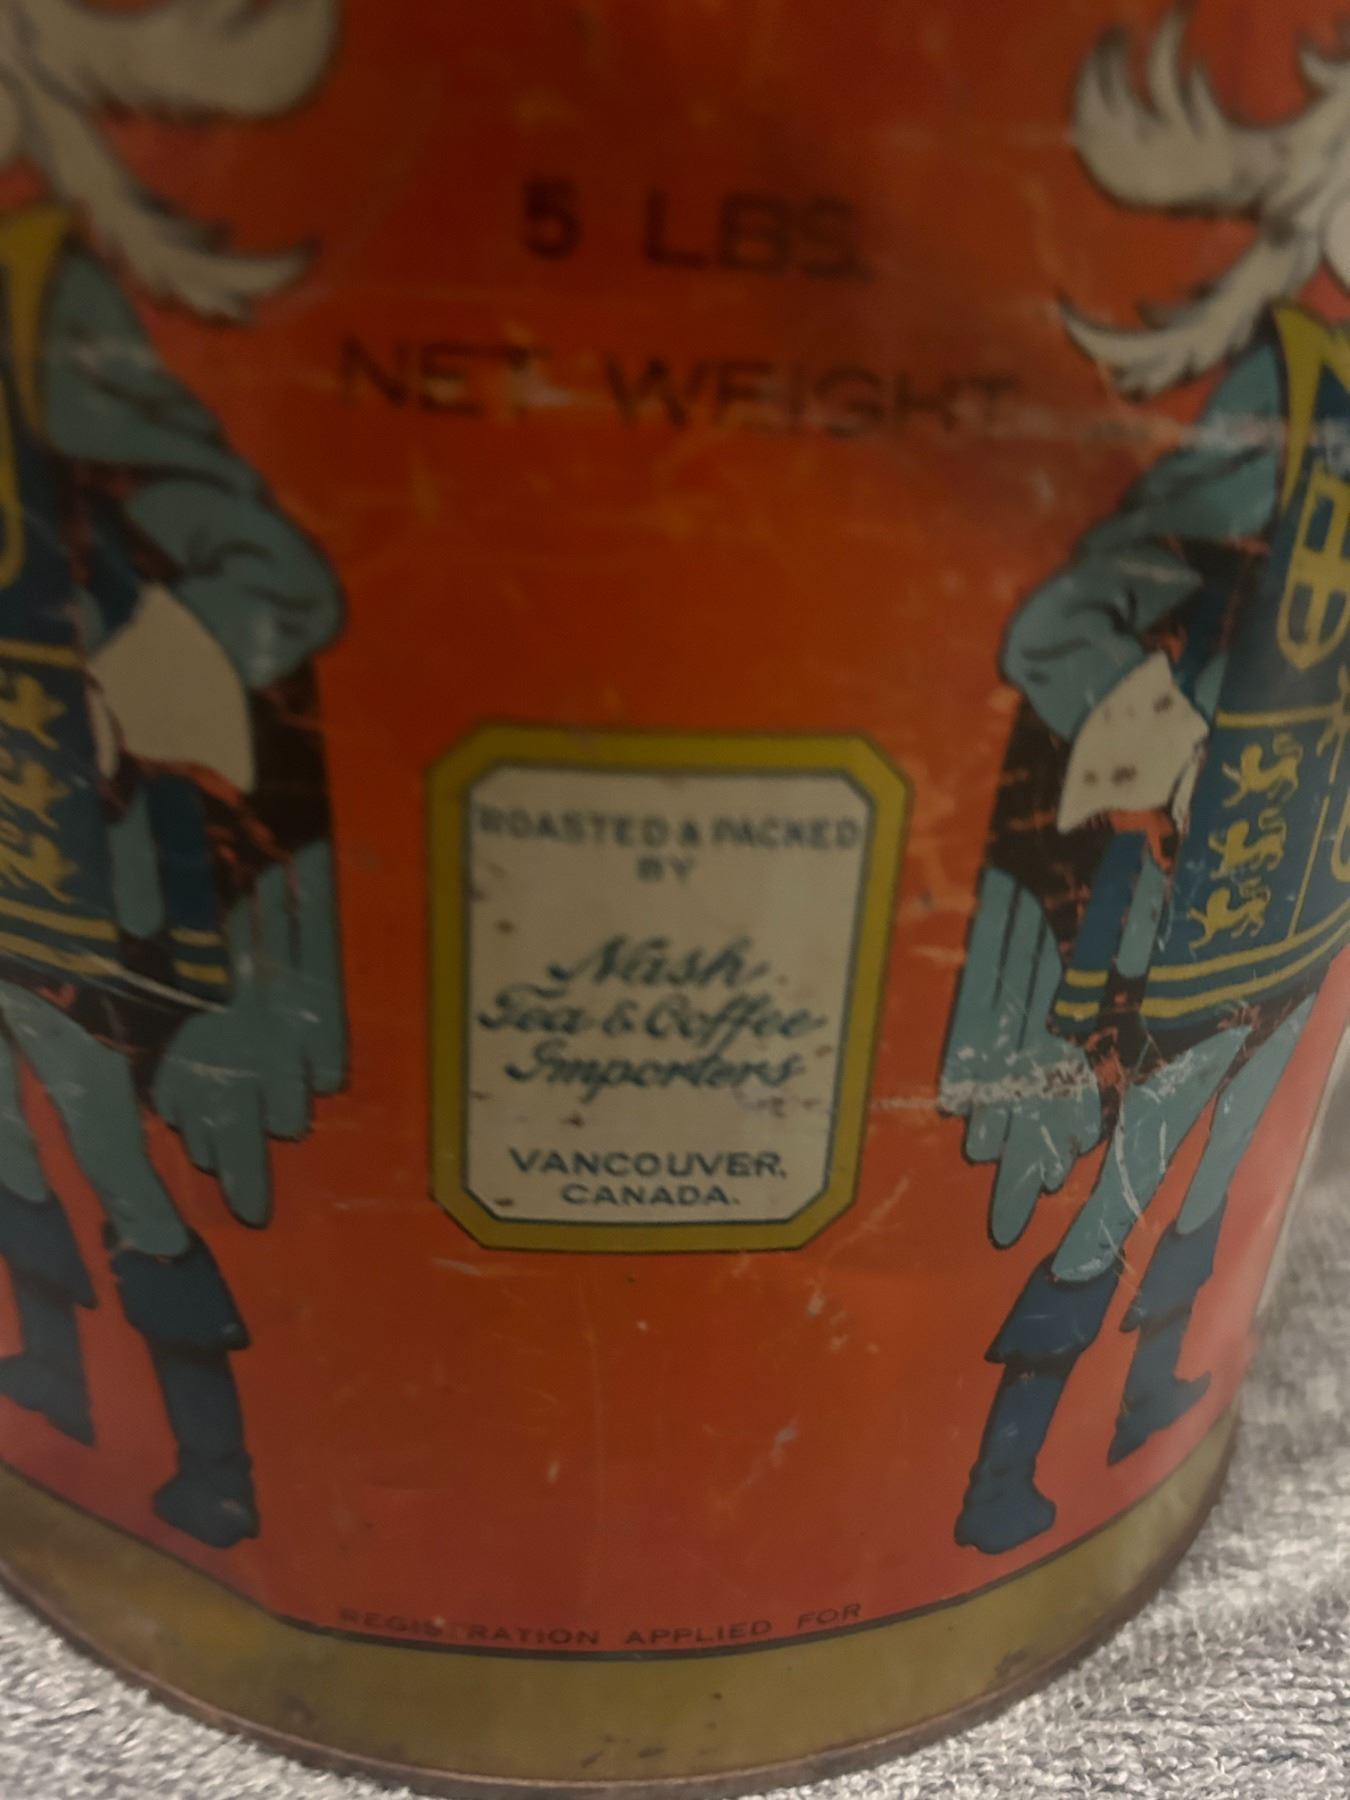 5 LBS.
NET WEIGHT
ROASTED & PACKED
BY
Nash
Tea & Coffee
Importers
VANCOUVER,
CANADA.
REGISTRATION APPLIED FOR